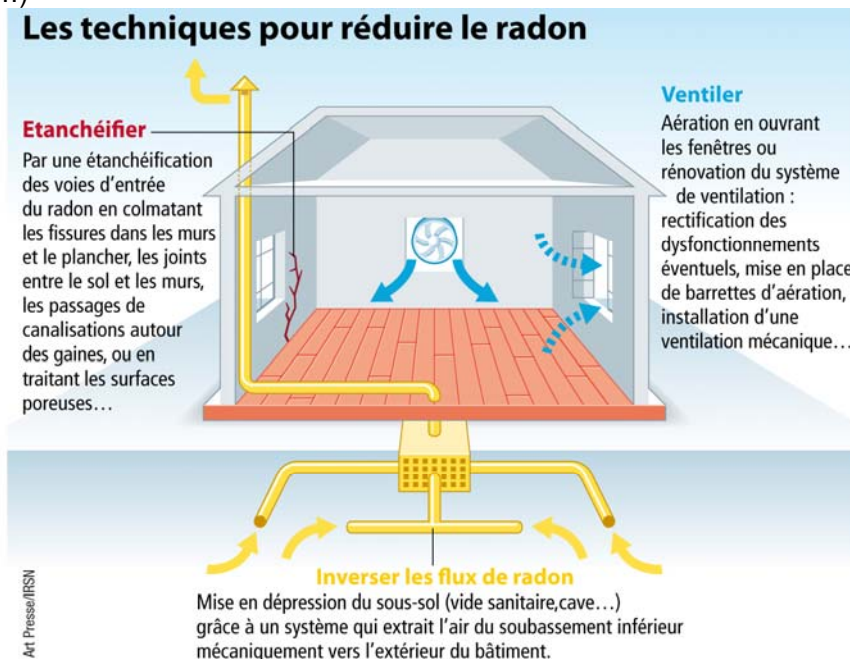 Les techniques pour réduire le radon
Etanchéifier
Par une étanchéification
des voies d'entrée
du radon en colmatant
les fissures dans les murs
et le plancher, les joints
entre le sol et les murs,
les passages de
canalisations autour
des gaines, ou en
traitant les surfaces
poreuses…
Ventiler
Aération en ouvrant
les fenêtres ou
rénovation du système
de ventilation :
rectification des
dysfonctionnements
éventuels, mise en place
de barrettes d'aération,
installation d'une
ventilation mécanique…
Inverser les flux de radon
Mise en dépression du sous-sol (vide sanitaire,cave…)
grâce à un système qui extrait l'air du soubassement inférieur
mécaniquement vers l'extérieur du bâtiment.
Art Presse/IRSN